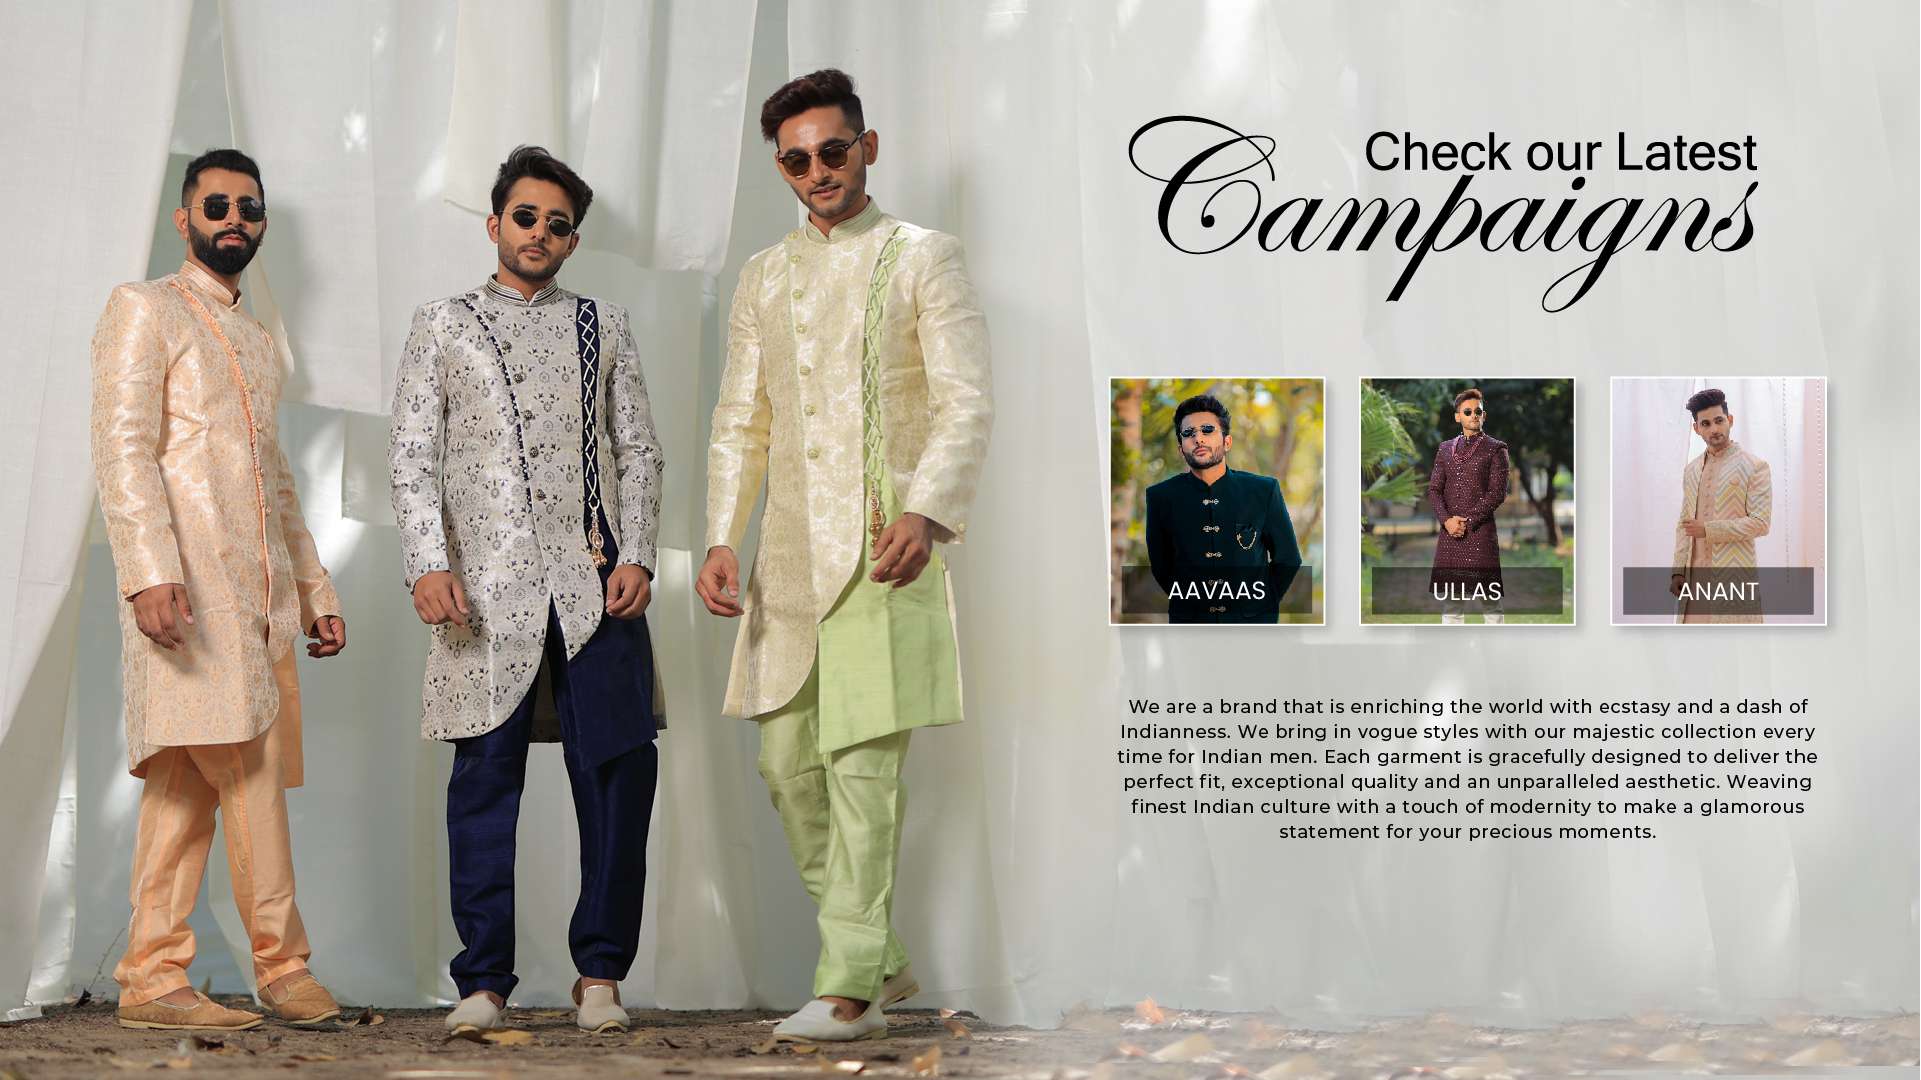 Check our Latest
Campaigns
AAVAAS
ULLAS
ANANT
We are a brand that is enriching the world with ecstasy and a dash of
Indianness. We bring in vogue styles with our majestic collection every
time for Indian men. Each garment is gracefully designed to deliver the
perfect fit, exceptional quality and an unparalleled aesthetic. Weaving
finest Indian culture with a touch of modernity to make a glamorous
statement for your precious moments.